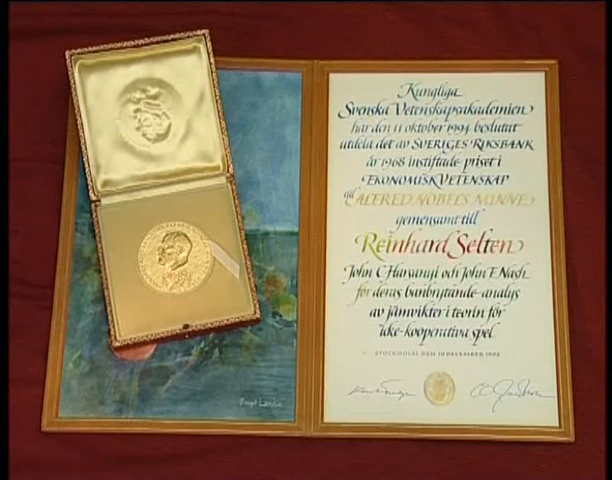 Kungliga
Svenska Vetenskapsakademien
har den 11 oktober 1994 beslutat
utdela det av SVERIGES RIKSBANK
år 1968 instiftade priset i
EKONOMISK VETENSKAP
till ALFRED NOBELS MINNE
gemensamt till
Reinhard Selten
John C Harsanyi och John F Nash
för deras banbrytande analys
av jämvikter i teorin för
icke-kooperativa spel
STOCKHOLM DEN 10 DECEMBER 1994